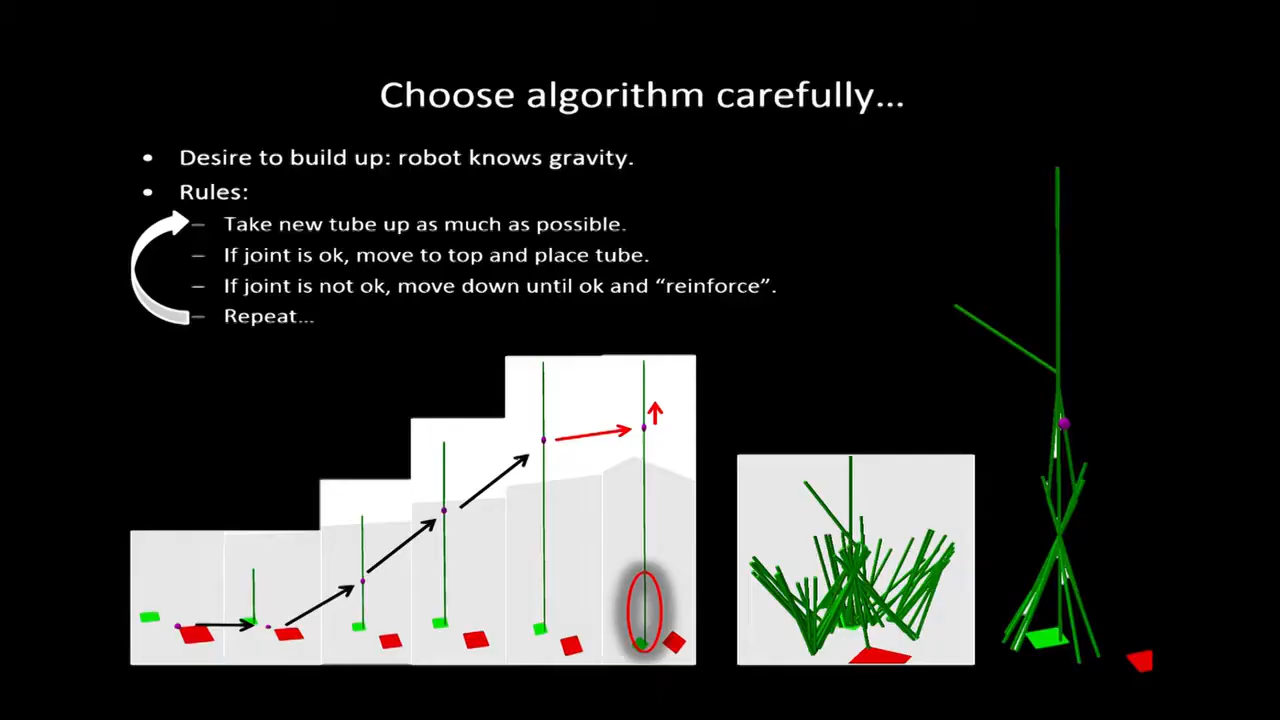 Choose algorithm carefully...
• Desire to build up: robot knows gravity.
• Rules:
– Take new tube up as much as possible.
– If joint is ok, move to top and place tube.
– If joint is not ok, move down until ok and “reinforce”.
– Repeat...